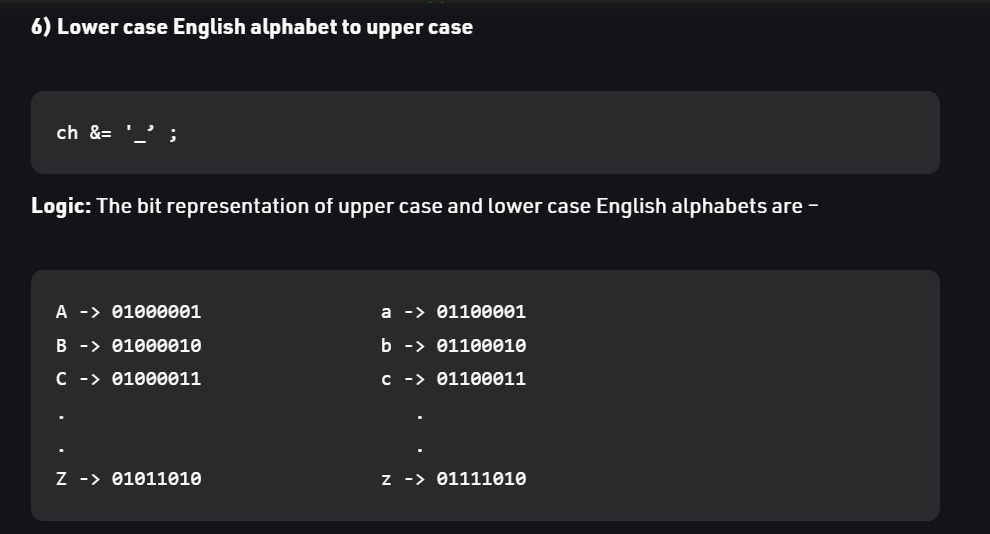 6) Lower case English alphabet to upper case
ch &= '_’ ;
Logic: The bit representation of upper case and lower case English alphabets are –
A -> 01000001                a -> 01100001
B -> 01000010                b -> 01100010
C -> 01000011                c -> 01100011
.                               .
.                               .
Z -> 01011010                z -> 01111010